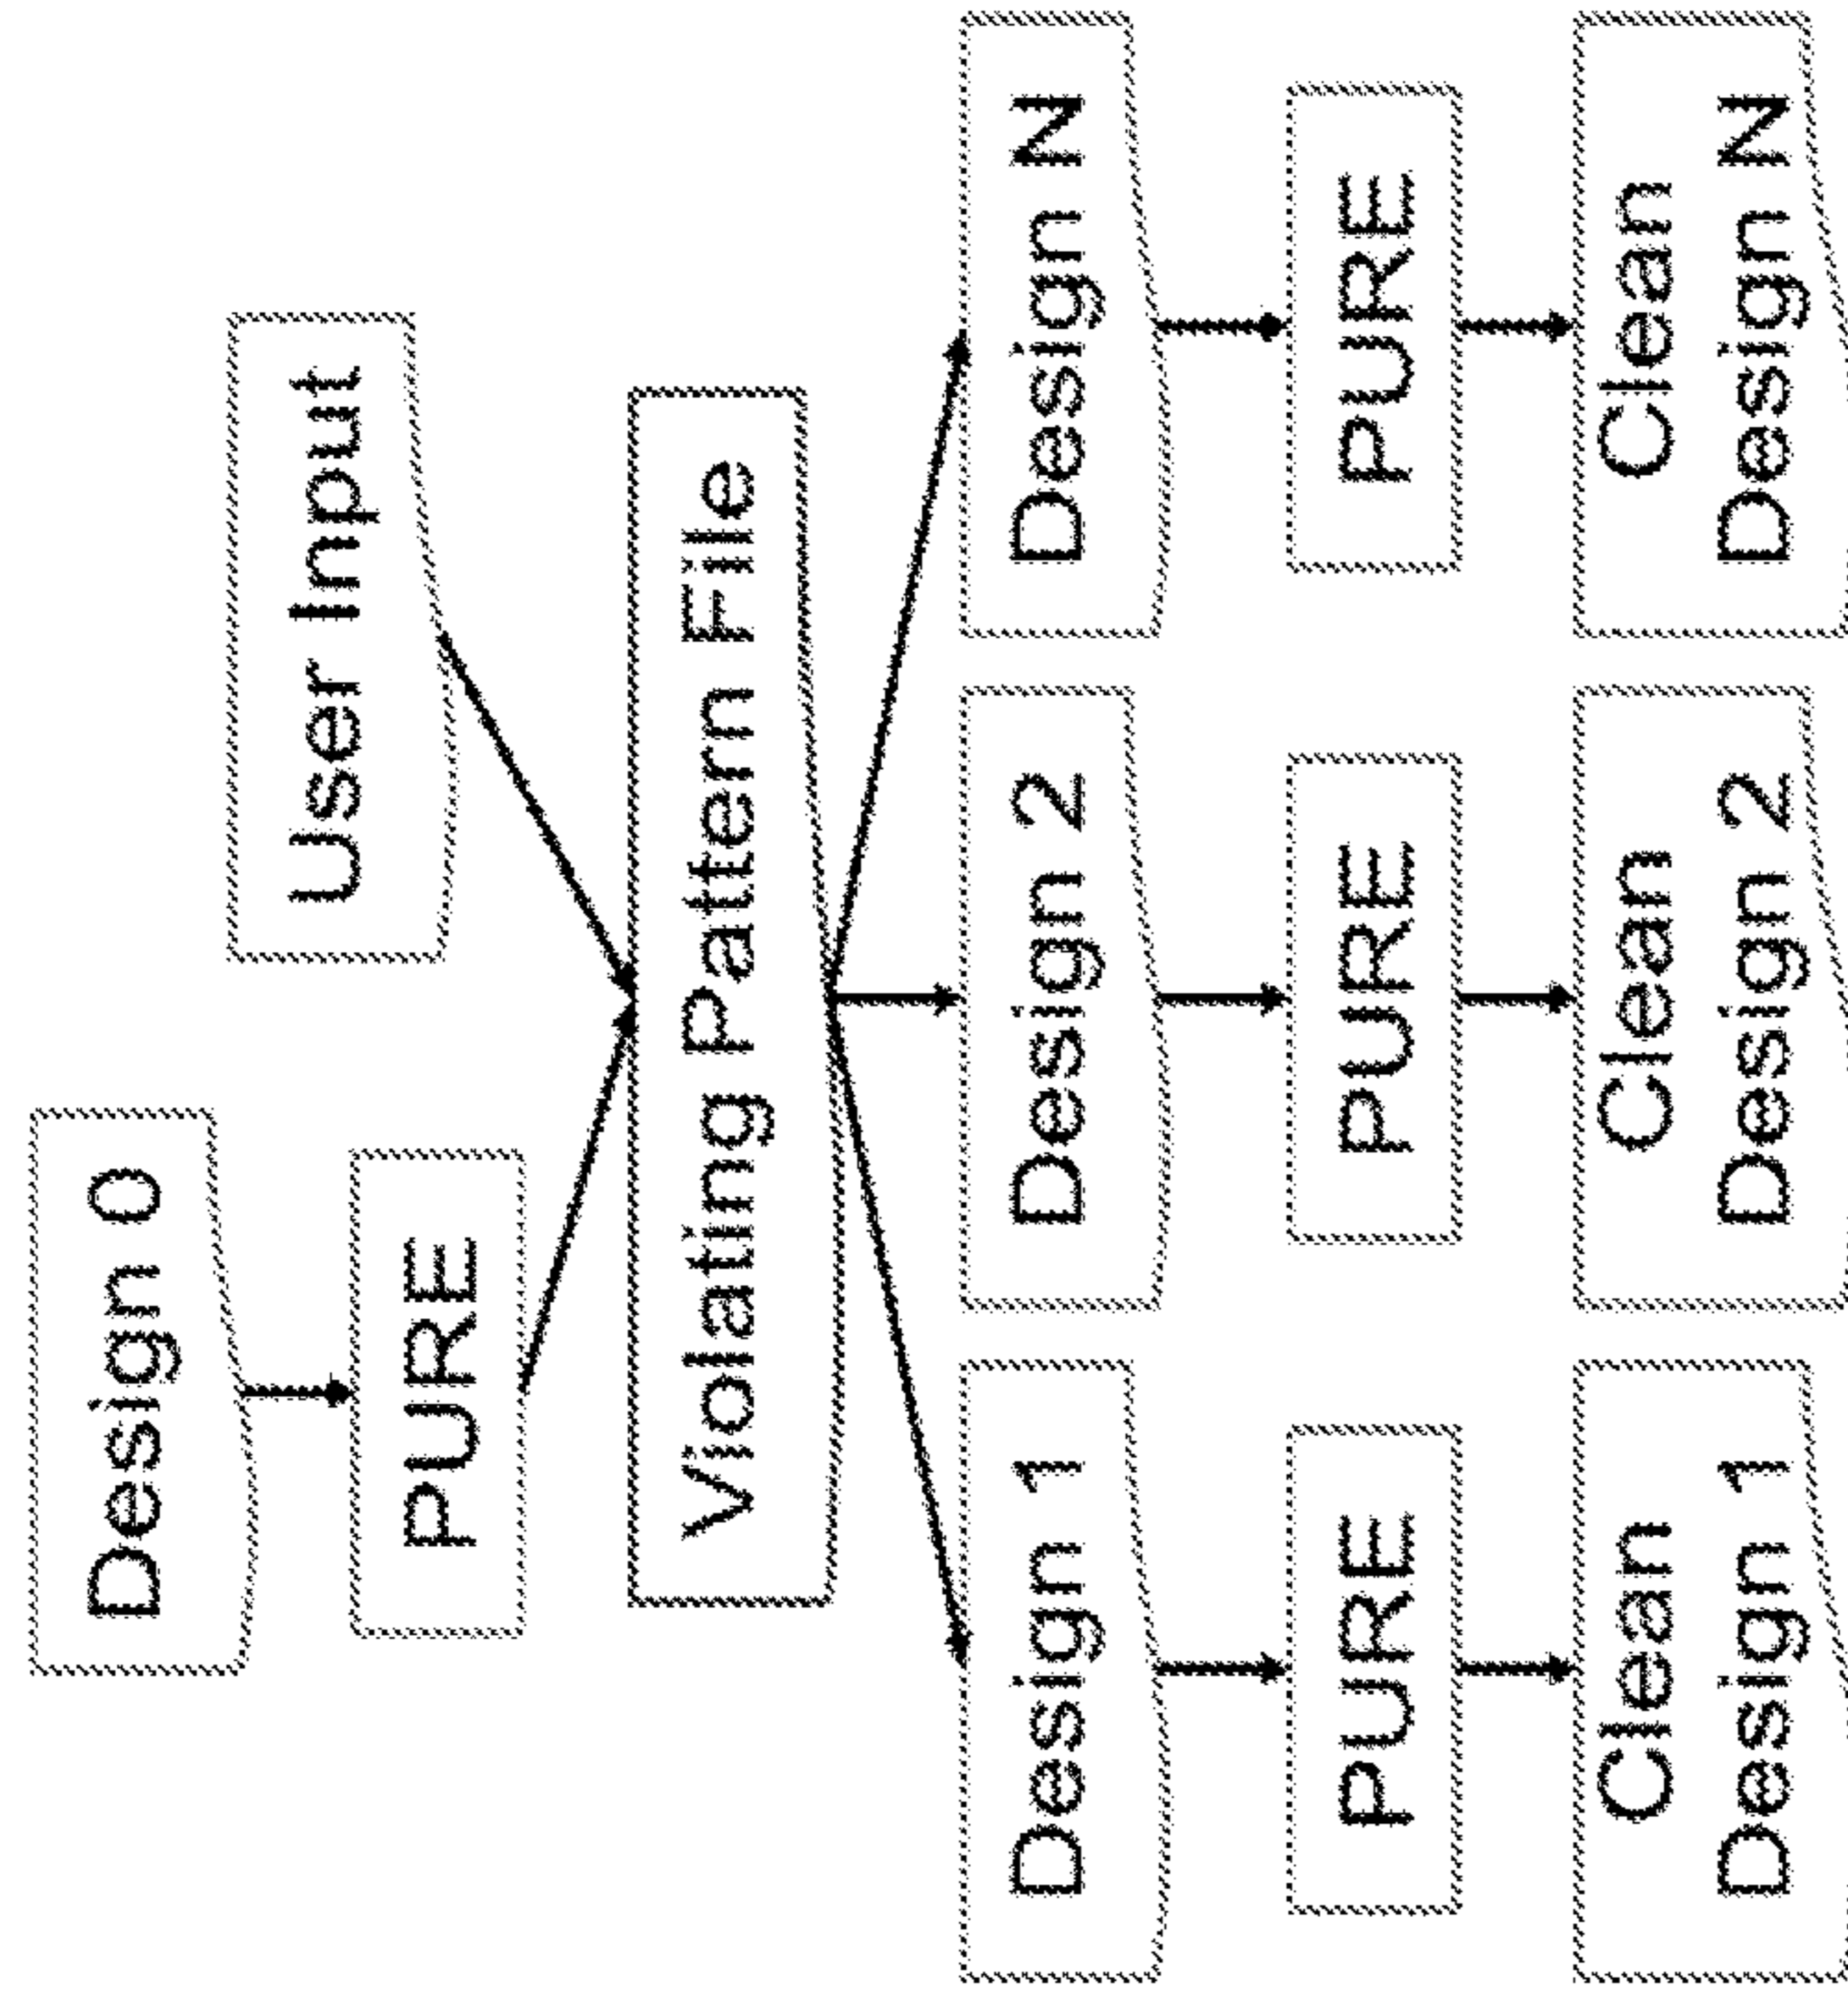 Design 0
User Input
PURE
Violating Pattern File
Design 1
Design 2
Design N
PURE
PURE
PURE
Clean
Design 1
Clean
Design 2
Clean
Design N